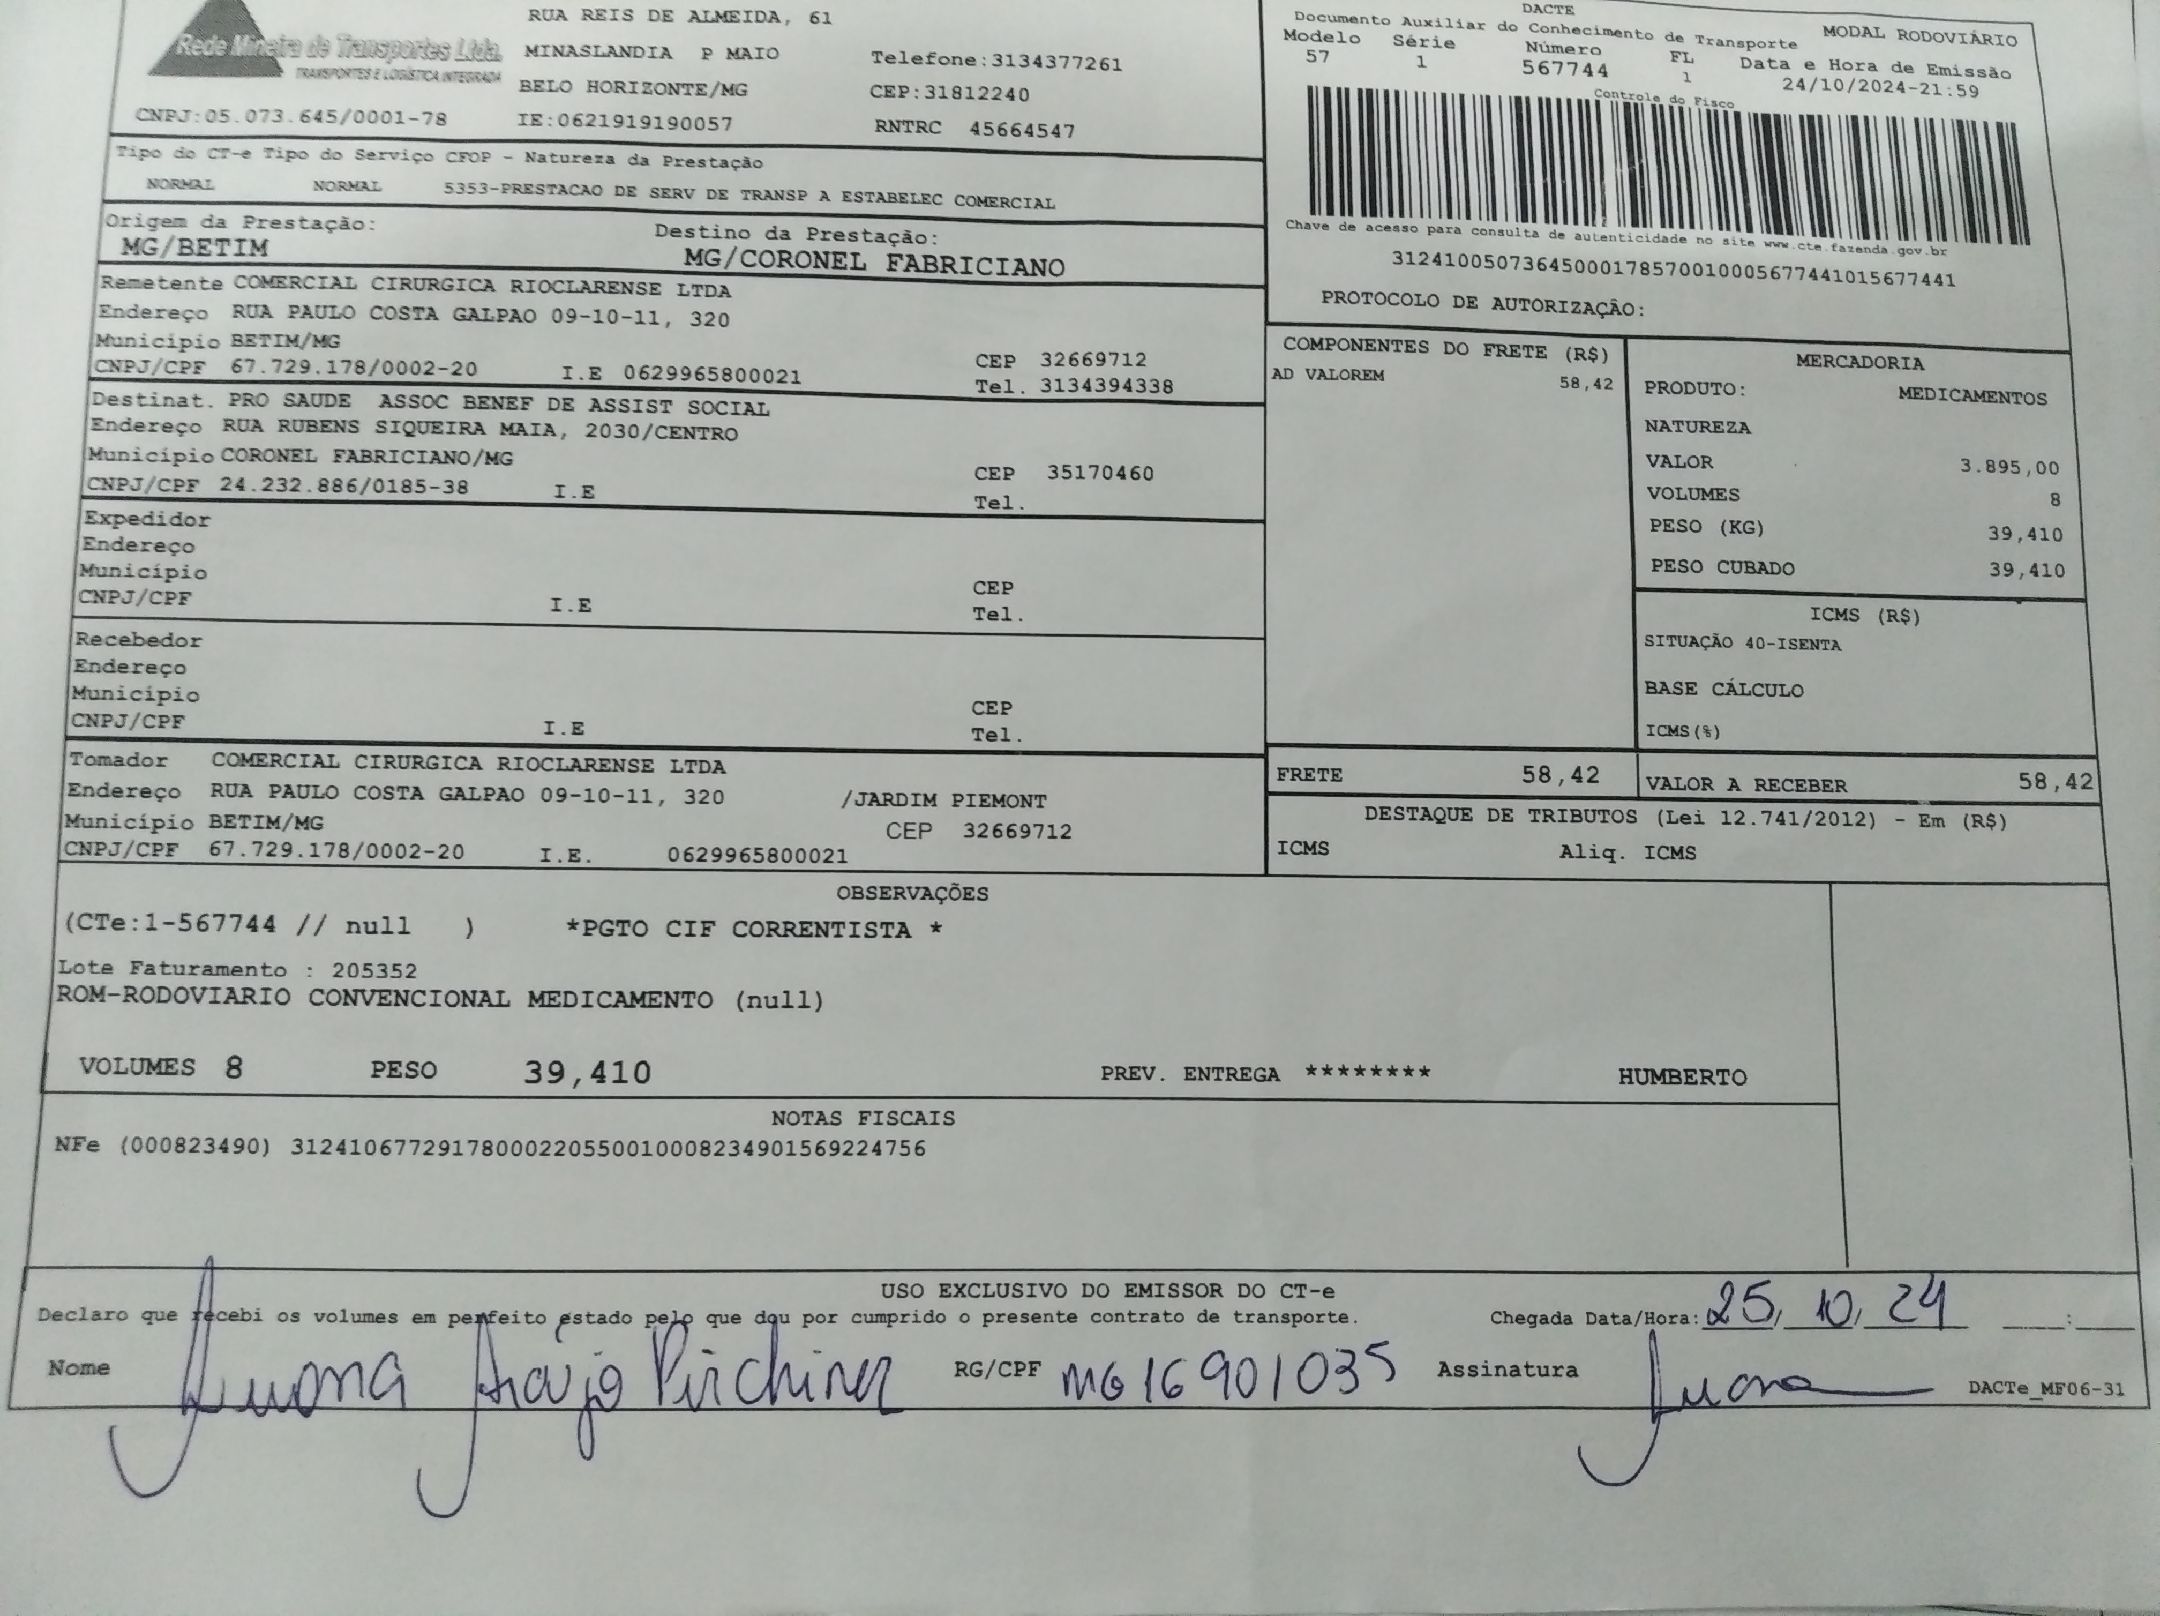 Rede Mineira de Transportes Ltda.
TRANSPORTES E LOGÍSTICA INTEGRADA
CNPJ:05.073.645/0001-78
RUA REIS DE ALMEIDA, 61
MINASLANDIA P MAIO
Telefone:3134377261
BELO HORIZONTE/MG
CEP:31812240
IE:0621919190057
RNTRC 45664547
DACTE
Documento Auxiliar do Conhecimento de Transporte
MODAL RODOVIÁRIO
Modelo Série Número FL Data e Hora de Emissão
57 1 567744 1 24/10/2024-21:59
Controle do Fisco
Chave de acesso para consulta de autenticidade no site www.cte.fazenda.gov.br
31241005073645000178570010005677441015677441
PROTOCOLO DE AUTORIZAÇÃO:
Tipo do CT-e Tipo do Serviço CFOP - Natureza da Prestação
NORMAL NORMAL 5353-PRESTACAO DE SERV DE TRANSP A ESTABELEC COMERCIAL
Origem da Prestação: Destino da Prestação:
MG/BETIM MG/CORONEL FABRICIANO
Remetente COMERCIAL CIRURGICA RIOCLARENSE LTDA
Endereço RUA PAULO COSTA GALPAO 09-10-11, 320
Município BETIM/MG CEP 32669712
CNPJ/CPF 67.729.178/0002-20 I.E 0629965800021 Tel. 3134394338
Destinat. PRO SAUDE ASSOC BENEF DE ASSIST SOCIAL
Endereço RUA RUBENS SIQUEIRA MAIA, 2030/CENTRO
Município CORONEL FABRICIANO/MG CEP 35170460
CNPJ/CPF 24.232.886/0185-38 I.E Tel.
Expedidor
Endereço
Município CEP
CNPJ/CPF I.E Tel.
Recebedor
Endereço
Município CEP
CNPJ/CPF I.E Tel.
Tomador COMERCIAL CIRURGICA RIOCLARENSE LTDA
Endereço RUA PAULO COSTA GALPAO 09-10-11, 320 /JARDIM PIEMONT
Município BETIM/MG CEP 32669712
CNPJ/CPF 67.729.178/0002-20 I.E. 0629965800021
COMPONENTES DO FRETE (R$)
AD VALOREM 58,42
MERCADORIA
PRODUTO: MEDICAMENTOS
NATUREZA
VALOR 3.895,00
VOLUMES 8
PESO (KG) 39,410
PESO CUBADO 39,410
ICMS (R$)
SITUAÇÃO 40-ISENTA
BASE CÁLCULO
ICMS(%)
FRETE 58,42 VALOR A RECEBER 58,42
DESTAQUE DE TRIBUTOS (Lei 12.741/2012) - Em (R$)
ICMS Aliq. ICMS
OBSERVAÇÕES
(CTe:1-567744 // null ) *PGTO CIF CORRENTISTA *
Lote Faturamento : 205352
ROM-RODOVIARIO CONVENCIONAL MEDICAMENTO (null)
VOLUMES 8 PESO 39,410 PREV. ENTREGA ******** HUMBERTO
NOTAS FISCAIS
NFe (000823490) 31241067729178000220550010008234901569224756
USO EXCLUSIVO DO EMISSOR DO CT-e
Declaro que recebi os volumes em perfeito estado pelo que dou por cumprido o presente contrato de transporte. Chegada Data/Hora: 25, 10, 24 ____:____
Nome Luona Araujo Pirchiner RG/CPF MG16901035 Assinatura Luona DACTe_MF06-31